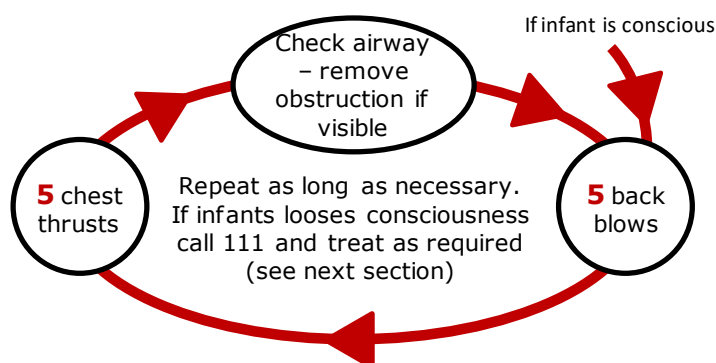 If infant is conscious
Check airway
– remove
obstruction if
visible
5 back
blows
5 chest
thrusts
Repeat as long as necessary.
If infants looses consciousness
call 111 and treat as required
(see next section)